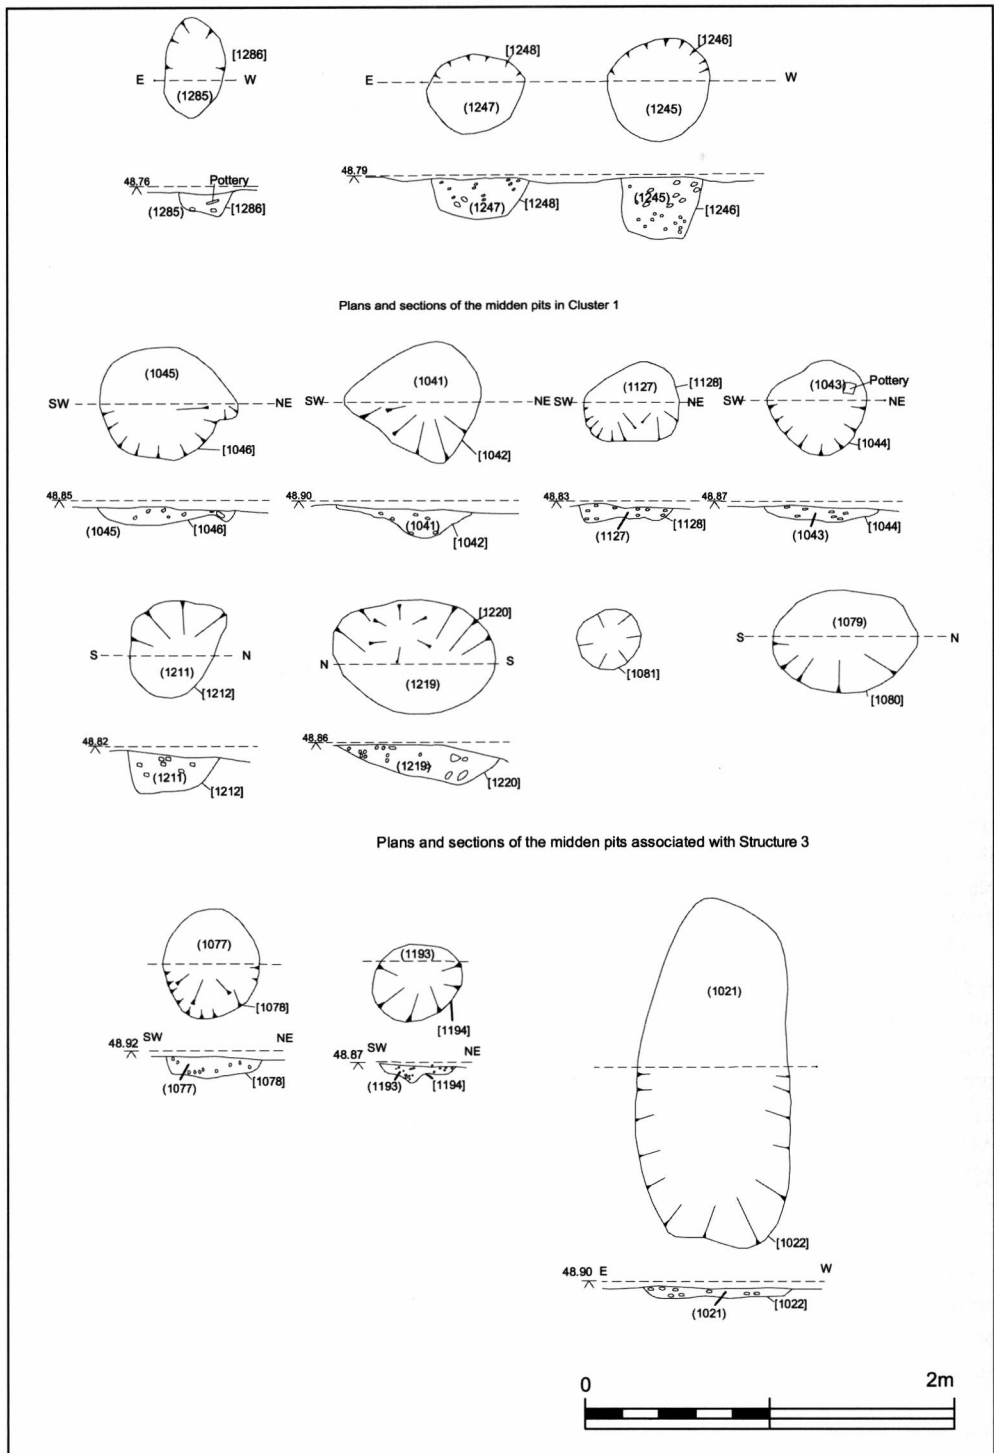 [1286]
E W
(1285)
48.76
Pottery
(1285) [1286]
[1248] [1246]
E W
(1247) (1245)
48.79
(1247) [1248] (1245) [1246]
Plans and sections of the midden pits in Cluster 1
(1045) (1041) (1127) [1128] (1043) Pottery
SW NE SW NE SW NE SW NE
[1046] [1042] [1044]
48.85 48.90 48.83 48.87
(1045) [1046] (1041) [1042] (1127) [1128] (1043) [1044]
[1220] (1079)
S N N S S N
(1211) [1212] (1219) [1081] [1080]
48.82 48.86
(1211) [1212] (1219) [1220]
Plans and sections of the midden pits associated with Structure 3
(1077) (1193) (1021)
[1078] [1194]
48.92 SW NE 48.87 SW NE
(1077) [1078] (1193) [1194]
[1022]
48.90 E W
(1021) [1022]
0 2m